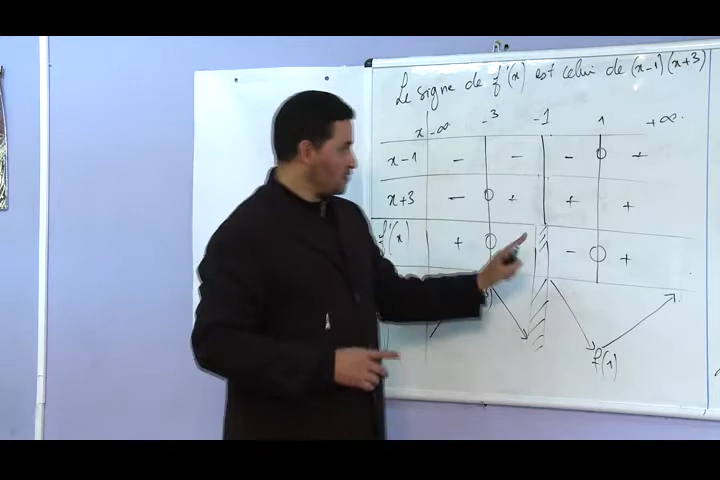 Le signe de f'(x) est celui de (x-1)(x+3)
x -∞ -3 -1 1 +∞
x-1 - - - 0 +
x+3 - 0 + + +
f'(x) + 0 - 0 +
f(1)